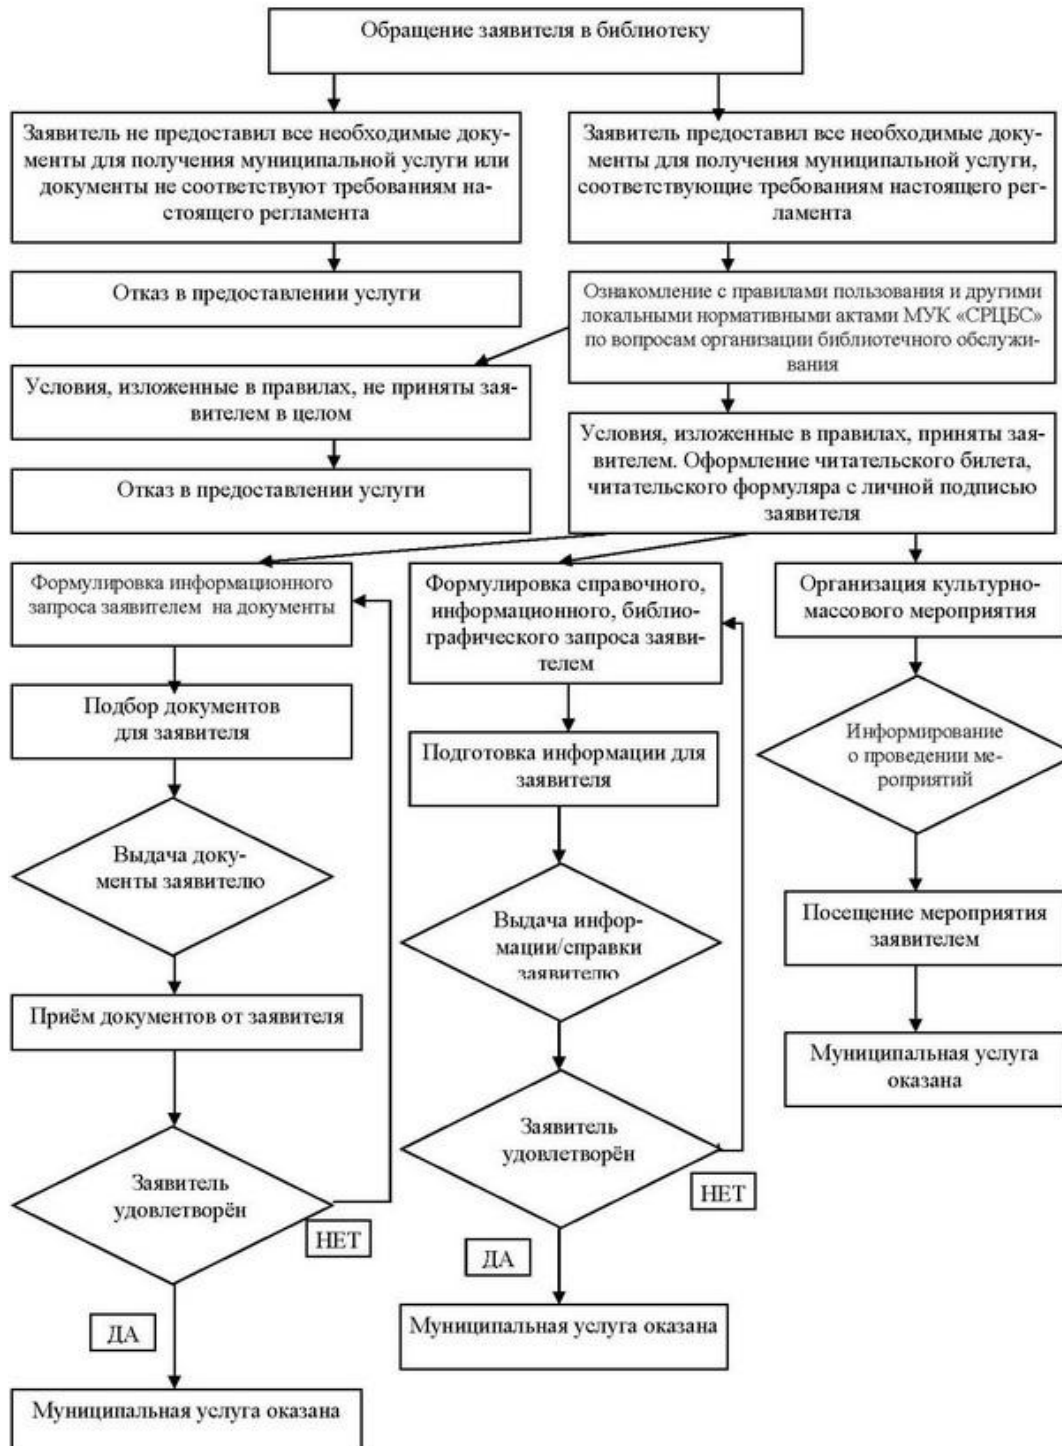 Обращение заявителя в библиотеку
Заявитель не предоставил все необходимые доку-
менты для получения муниципальной услуги или
документы не соответствуют требованиям на-
стоящего регламента
Заявитель предоставил все необходимые доку-
менты для получения муниципальной услуги,
соответствующие требованиям настоящего рег-
ламента
Отказ в предоставлении услуги
Ознакомление с правилами пользования и другими
локальными нормативными актами МУК «СРЦБС»
по вопросам организации библиотечного обслужи-
вания
Условия, изложенные в правилах, не приняты зая-
вителем в целом
Условия, изложенные в правилах, приняты зая-
вителем. Оформление читательского билета,
читательского формуляра с личной подписью
заявителя
Отказ в предоставлении услуги
Формулировка информационного
запроса заявителем на документы
Формулировка справочного,
информационного, библио-
графического запроса заяви-
телем
Организация культурно-
массового мероприятия
Подбор документов
для заявителя
Подготовка информации для
заявителя
Информирование
о проведении ме-
роприятий
Выдача доку-
менты заявителю
Выдача инфор-
мации/справки
заявителю
Посещение мероприятия
заявителем
Приём документов от заявителя
Муниципальная услуга
оказана
Заявитель
удовлетворён
НЕТ
Заявитель
удовлетворён
НЕТ
ДА
Муниципальная услуга оказана
ДА
Муниципальная услуга оказана